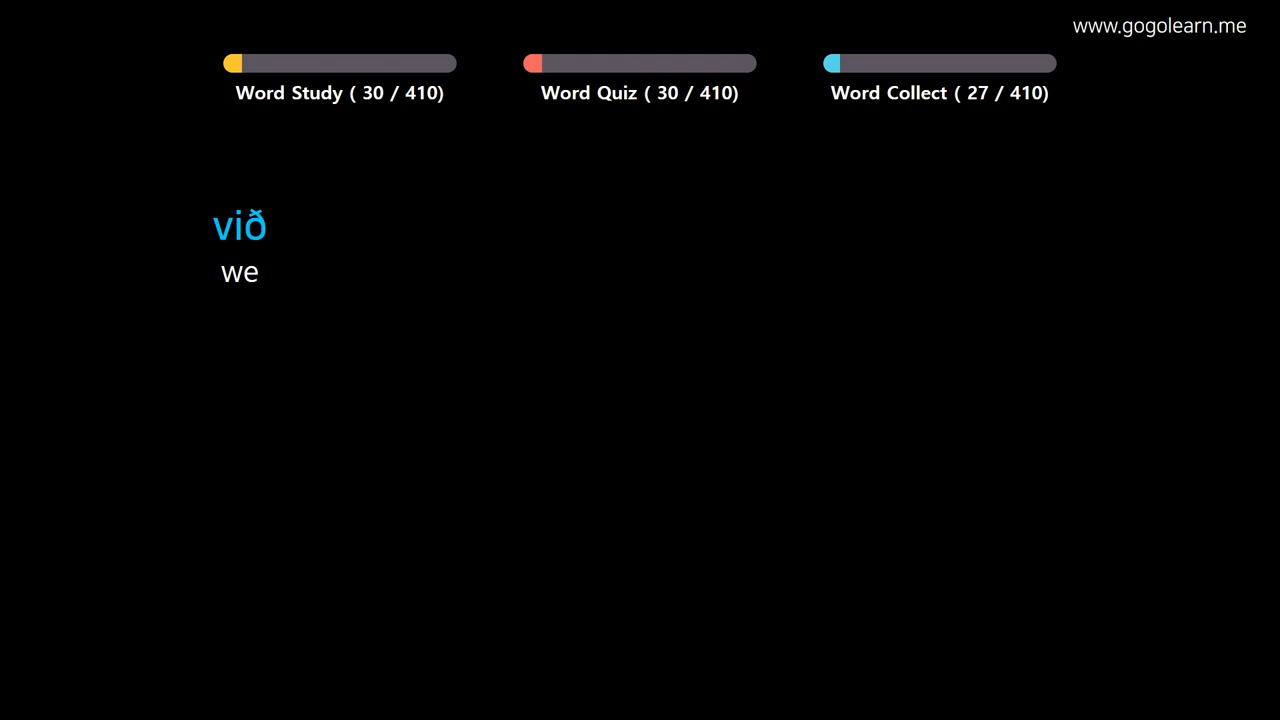 www.gogolearn.me
Word Study ( 30 / 410)
Word Quiz ( 30 / 410)
Word Collect ( 27 / 410)
við
we